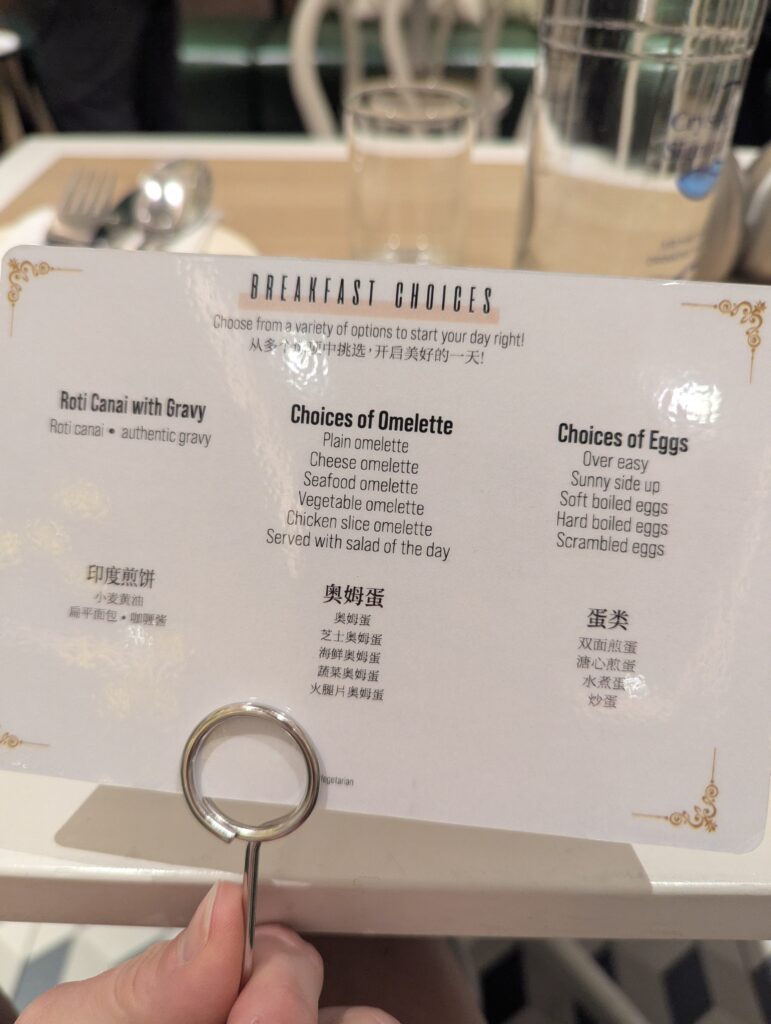 BREAKFAST CHOICES
Choose from a variety of options to start your day right!
从多 中挑选,开启美好的一天!
Roti Canai with Gravy
Roti canai • authentic gravy
印度煎饼
小麦黄油
扁平面包 • 咖喱酱
Choices of Omelette
Plain omelette
Cheese omelette
Seafood omelette
Vegetable omelette
Chicken slice omelette
Served with salad of the day
奥姆蛋
奥姆蛋
芝士奥姆蛋
海鲜奥姆蛋
蔬菜奥姆蛋
火腿片奥姆蛋
Choices of Eggs
Over easy
Sunny side up
Soft boiled eggs
Hard boiled eggs
Scrambled eggs
蛋类
双面煎蛋
溏心煎蛋
水煮蛋
炒蛋